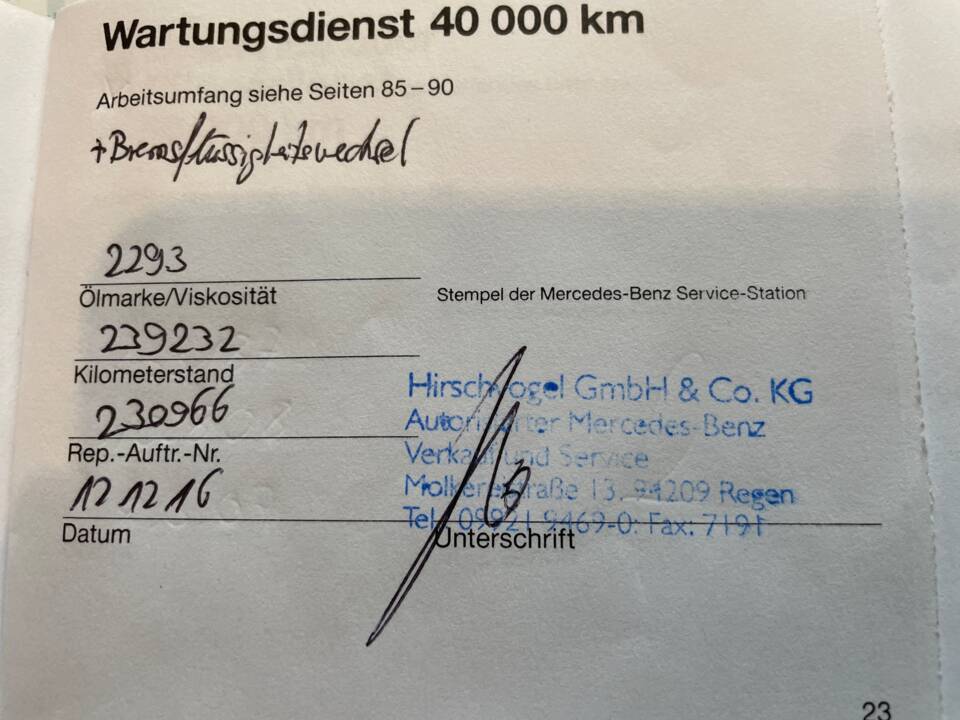 Wartungsdienst 40 000 km
Arbeitsumfang siehe Seiten 85–90
+Bremsflüssigkeitswechsel
2293
Ölmarke/Viskosität
Stempel der Mercedes-Benz Service-Station
239232
Kilometerstand
230966
Rep.-Auftr.-Nr.
12 12 16
Datum
Hirschvogel GmbH & Co. KG
Autorisierter Mercedes-Benz
Verkauf und Service
Molkereistraße 13, 94209 Regen
Tel. 09921 9469-0: Fax: 7191
Unterschrift
23